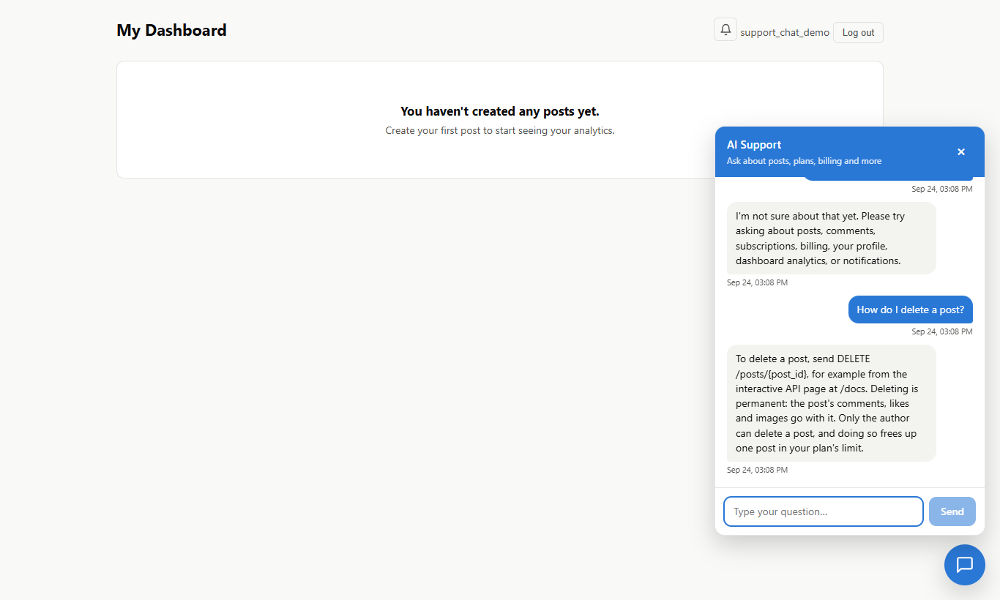 My Dashboard
support_chat_demo
Log out
You haven't created any posts yet.
Create your first post to start seeing your analytics.
AI Support
Ask about posts, plans, billing and more
Sep 24, 03:08 PM
I'm not sure about that yet. Please try
asking about posts, comments,
subscriptions, billing, your profile,
dashboard analytics, or notifications.
Sep 24, 03:08 PM
How do I delete a post?
Sep 24, 03:08 PM
To delete a post, send DELETE
/posts/{post_id}, for example from the
interactive API page at /docs. Deleting is
permanent: the post's comments, likes
and images go with it. Only the author
can delete a post, and doing so frees up
one post in your plan's limit.
Sep 24, 03:08 PM
Type your question...
Send